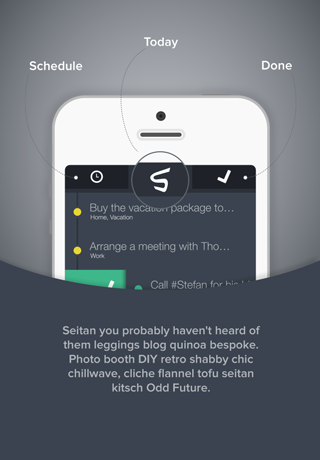 Today
Schedule
Done
Buy the vacation package to…
Home, Vacation
Arrange a meeting with Tho…
Work
Call #Stefan for his
Seitan you probably haven't heard of
them leggings blog quinoa bespoke.
Photo booth DIY retro shabby chic
chillwave, cliche flannel tofu seitan
kitsch Odd Future.